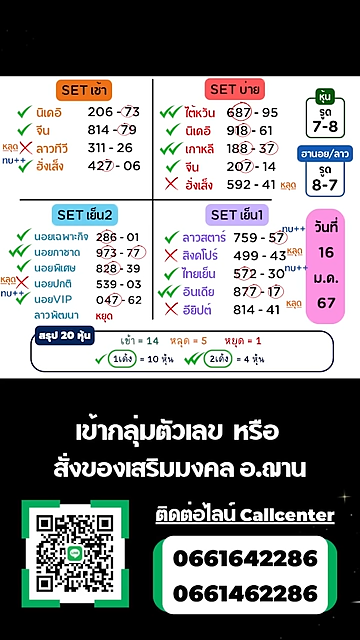 SET เช้า
นิเคอิ 206 - 73
จีน 814 - 79
หลุด ลาวทีวี 311 - 26
ทบ++ ฮั่งเส็ง 427 - 06
SET บ่าย
ไต้หวัน 687 - 95
นิเคอิ 918 - 61
เกาหลี 188 - 37
จีน 207 - 14
ฮั่งเส็ง 592 - 41 หลุด
หุ้น
รูด
7-8
ฮานอย/ลาว
รูด
8-7
SET เย็น2
นอยเฉพาะกิจ 286 - 01
นอยกาชาด 973 - 77
นอยพิเศษ 828 - 39
หลุด นอยปกติ 539 - 03
ทบ++ นอยVIP 047 - 62
ลาวพัฒนา หยุด
SET เย็น1
ลาวสตาร์ 759 - 57 ทบ++
สิงคโปร์ 499 - 43 หลุด
ไทยเย็น 572 - 30 ทบ++
อินเดีย 877 - 17
อียิปต์ 814 - 41 หลุด
วันที่
16
ม.ค.
67
สรุป 20 หุ้น
เข้า = 14 หลุด = 5 หยุด = 1
1เด้ง = 10 หุ้น 2เด้ง = 4 หุ้น
เข้ากลุ่มตัวเลข หรือ
สั่งของเสริมมงคล อ.ฌาน
ติดต่อไลน์ Callcenter
0661642286
0661462286